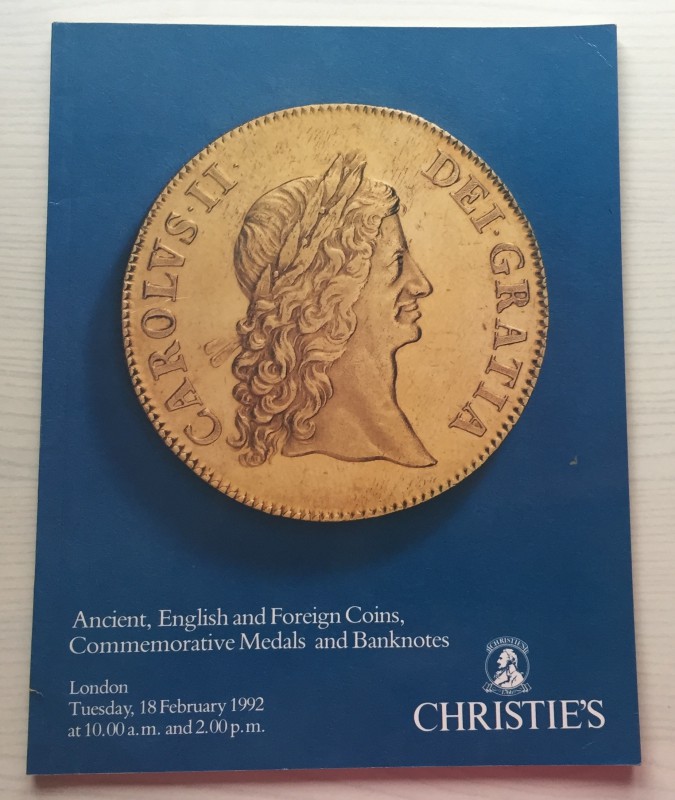 CAROLVS·II·
DEI·GRATIA
Ancient, English and Foreign Coins,
Commemorative Medals and Banknotes
London
Tuesday, 18 February 1992
at 10.00 a.m. and 2.00 p.m.
CHRISTIE'S
CHRISTIE'S